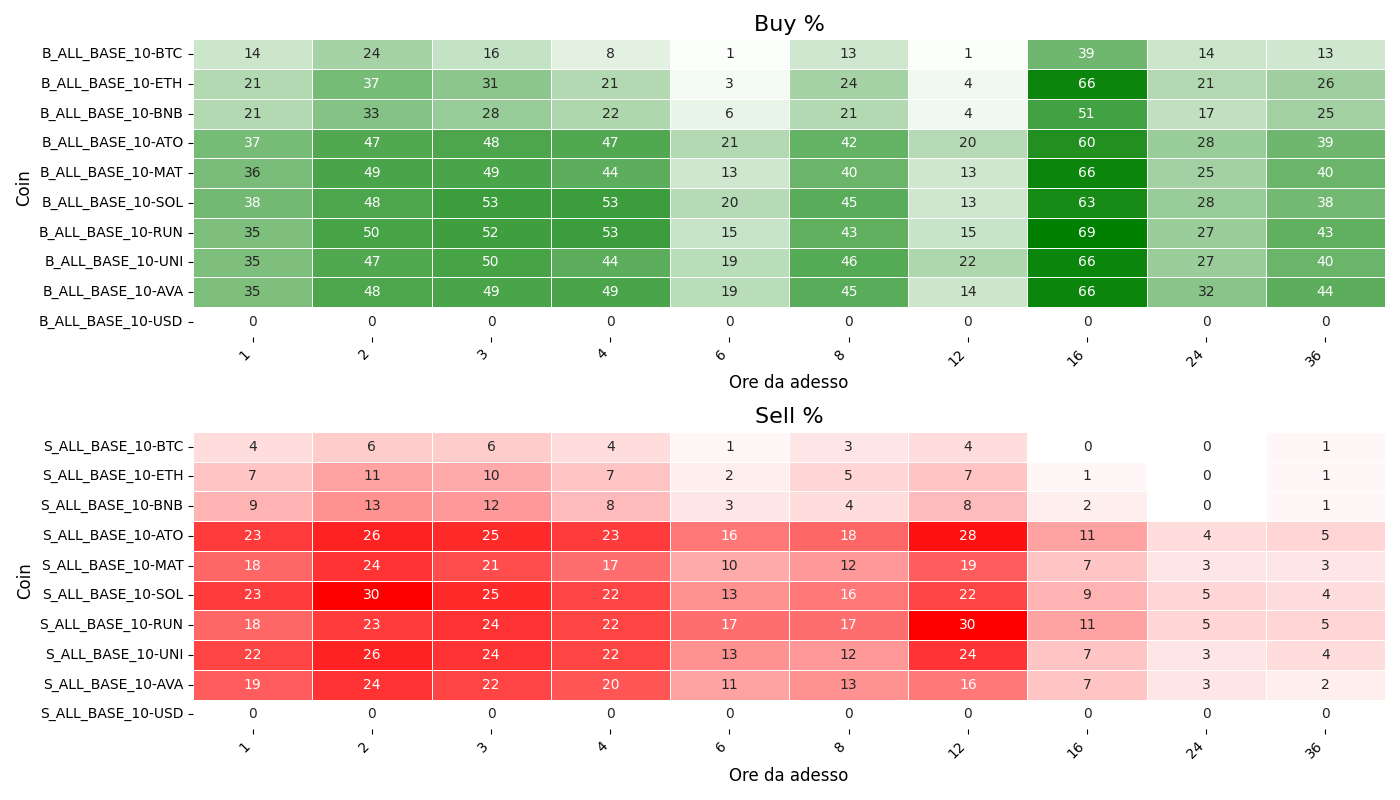 Buy %
Coin
B_ALL_BASE_10-BTC 14 24 16 8 1 13 1 39 14 13
B_ALL_BASE_10-ETH 21 37 31 21 3 24 4 66 21 26
B_ALL_BASE_10-BNB 21 33 28 22 6 21 4 51 17 25
B_ALL_BASE_10-ATO 37 47 48 47 21 42 20 60 28 39
B_ALL_BASE_10-MAT 36 49 49 44 13 40 13 66 25 40
B_ALL_BASE_10-SOL 38 48 53 53 20 45 13 63 28 38
B_ALL_BASE_10-RUN 35 50 52 53 15 43 15 69 27 43
B_ALL_BASE_10-UNI 35 47 50 44 19 46 22 66 27 40
B_ALL_BASE_10-AVA 35 48 49 49 19 45 14 66 32 44
B_ALL_BASE_10-USD 0 0 0 0 0 0 0 0 0 0
1 2 3 4 6 8 12 16 24 36
Ore da adesso
Sell %
Coin
S_ALL_BASE_10-BTC 4 6 6 4 1 3 4 0 0 1
S_ALL_BASE_10-ETH 7 11 10 7 2 5 7 1 0 1
S_ALL_BASE_10-BNB 9 13 12 8 3 4 8 2 0 1
S_ALL_BASE_10-ATO 23 26 25 23 16 18 28 11 4 5
S_ALL_BASE_10-MAT 18 24 21 17 10 12 19 7 3 3
S_ALL_BASE_10-SOL 23 30 25 22 13 16 22 9 5 4
S_ALL_BASE_10-RUN 18 23 24 22 17 17 30 11 5 5
S_ALL_BASE_10-UNI 22 26 24 22 13 12 24 7 3 4
S_ALL_BASE_10-AVA 19 24 22 20 11 13 16 7 3 2
S_ALL_BASE_10-USD 0 0 0 0 0 0 0 0 0 0
1 2 3 4 6 8 12 16 24 36
Ore da adesso